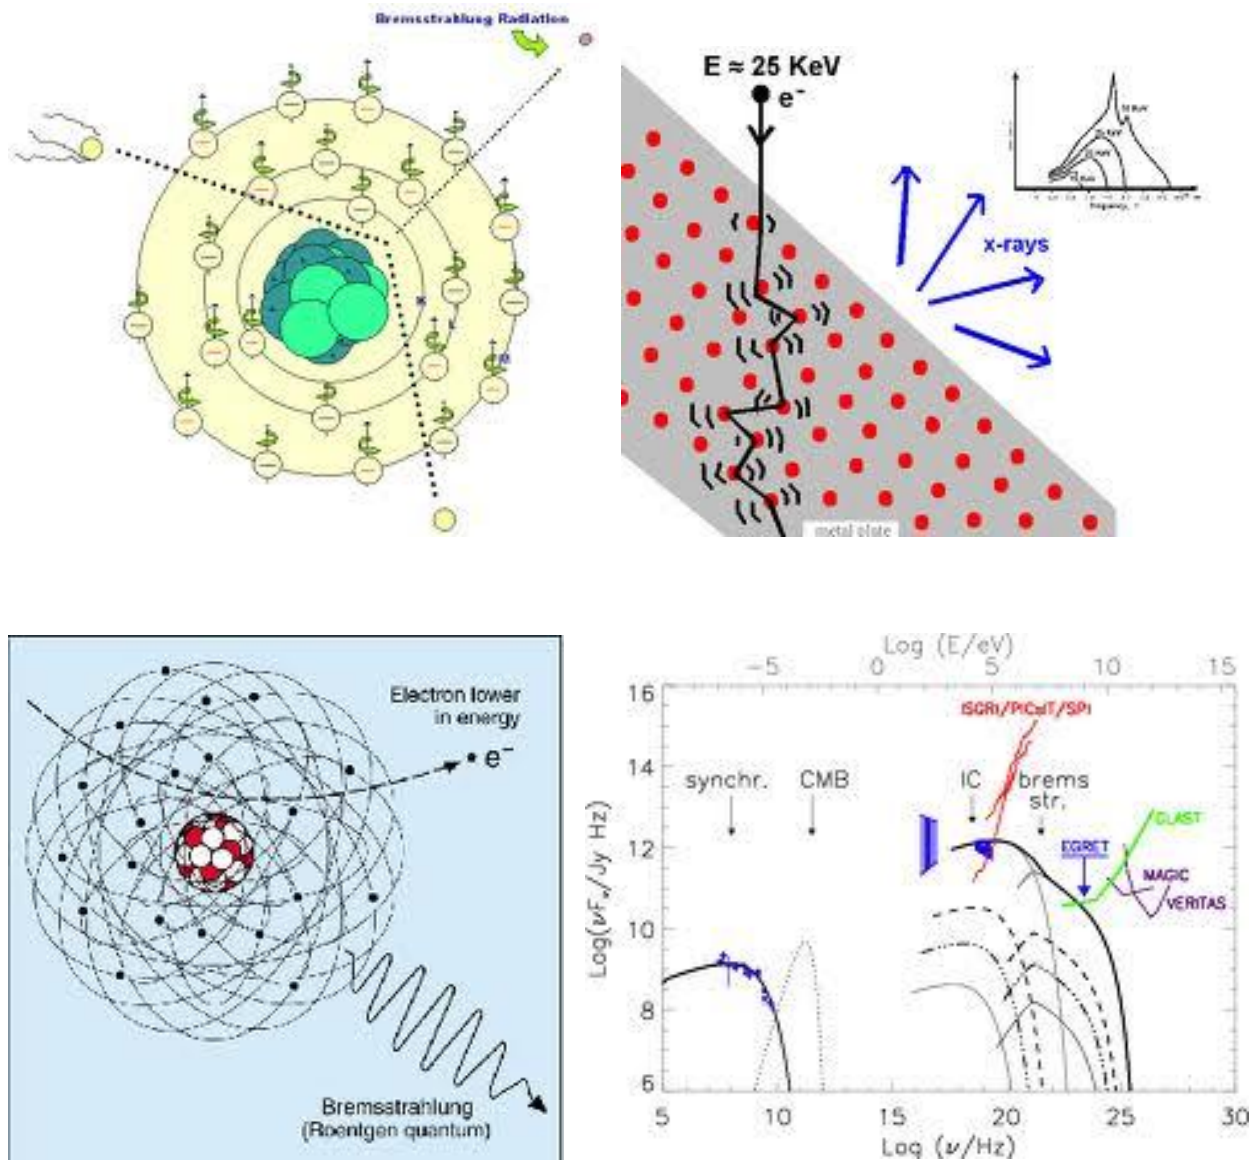 Bremsstrahlung Radiation
E ≈ 25 KeV
e⁻
x-rays
Frequency,
metal plate
Electron lower
in energy
e⁻
Bremsstrahlung
(Roentgen quantum)
Log (E/eV)
-5 0 5 10 15
16
14
12
10
8
6
Log(νFᵥ/Jy Hz)
synchr.
CMB
IC
brems
str.
ISGRI/PICsIT/SPI
GLAST
EGRET
MAGIC
VERITAS
5 10 15 20 25 30
Log (ν/Hz)